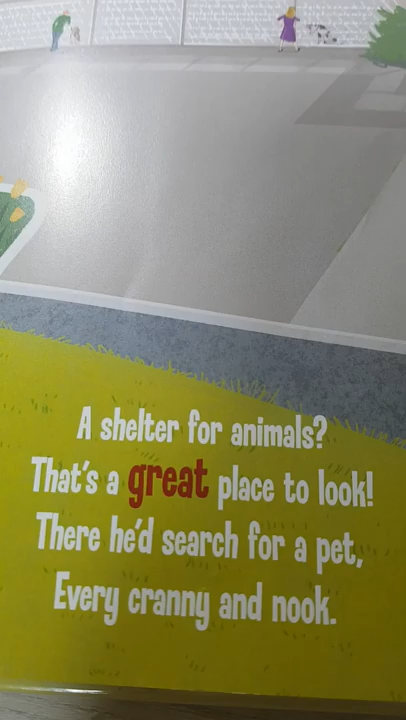 A shelter for animals?
That's a great place to look!
There he'd search for a pet,
Every cranny and nook.